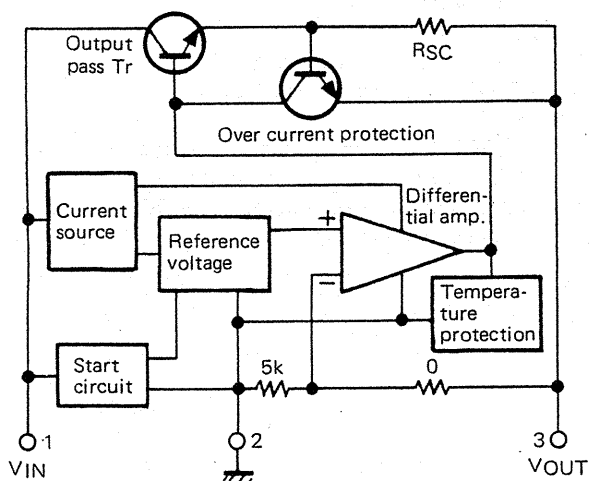 Output
pass Tr
RSC
Over current protection
Current
source
Differen-
tial amp.
+
Reference
voltage
−
Tempera-
ture
protection
Start
circuit
5k
0
1
2
3
VIN
VOUT